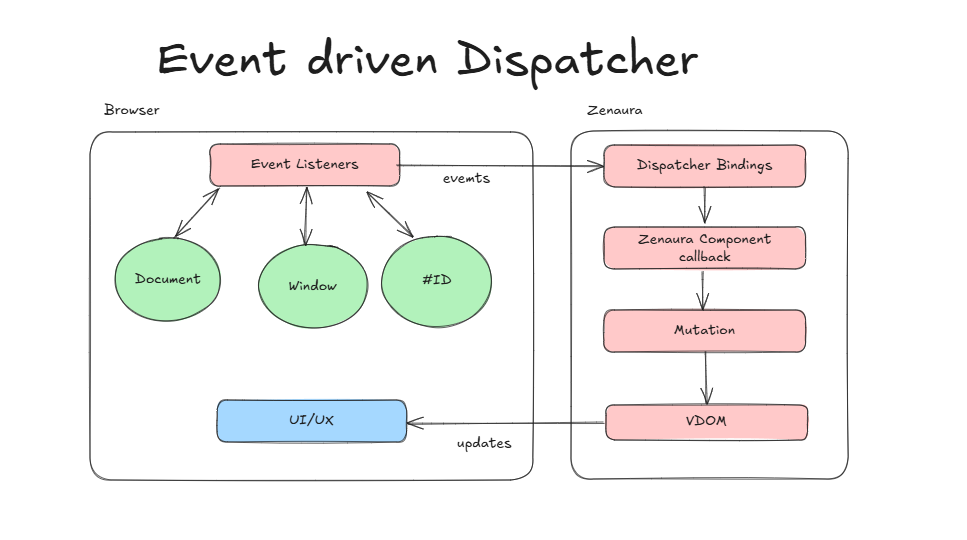 Event driven Dispatcher
Browser
Zenaura
Event Listeners
evemts
Dispatcher Bindings
Zenaura Component
callback
Document
Window
#ID
Mutation
UI/UX
updates
VDOM